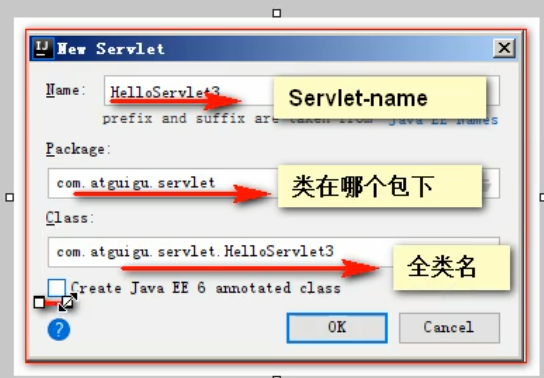 IJ New Servlet
Name: HelloServlet3 Servlet-name
prefix and suffix are taken from Java EE Names
Package:
com.atguigu.servlet 类在哪个包下
Class:
com.atguigu.servlet.HelloServlet3 全类名
Create Java EE 6 annotated class
? OK Cancel